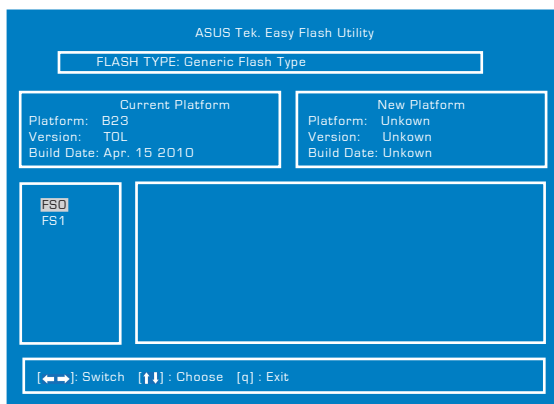 ASUS Tek. Easy Flash Utility
FLASH TYPE: Generic Flash Type
Current Platform
Platform: B23
Version: TOL
Build Date: Apr. 15 2010
New Platform
Platform: Unkown
Version: Unkown
Build Date: Unkown
FS0
FS1
[←→]: Switch [↑↓] : Choose [q] : Exit